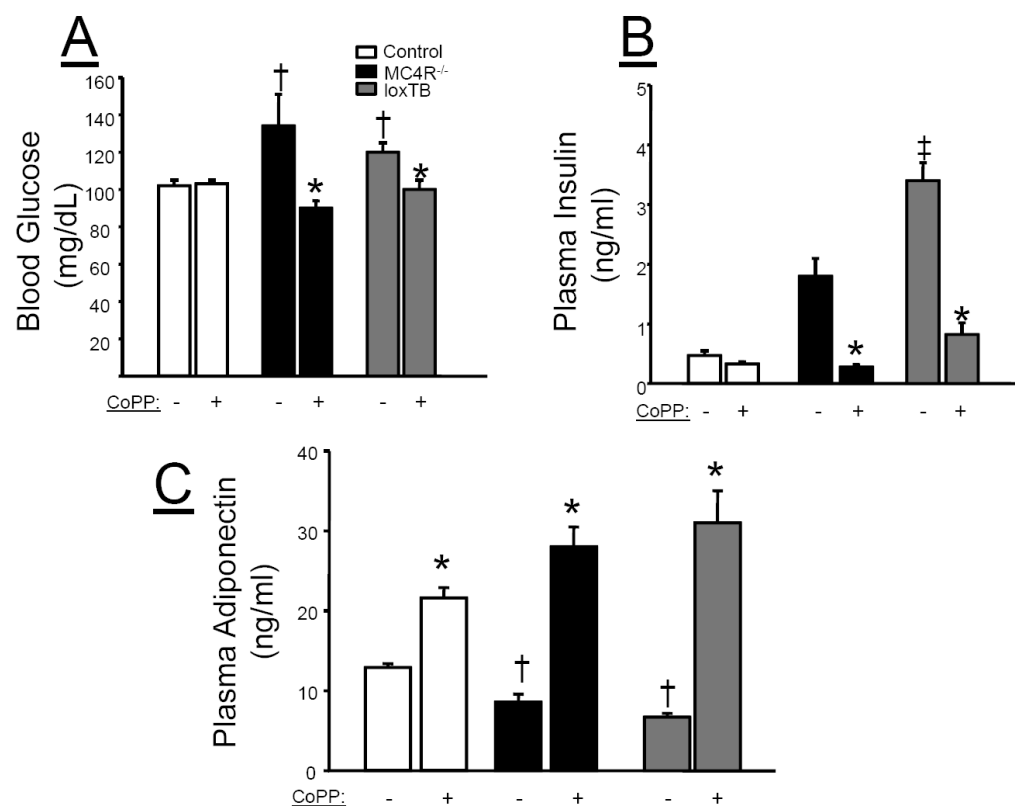 A
Control
MC4R-/-
loxTB
†
†
*
*
160
140
120
100
80
60
40
20
Blood Glucose
(mg/dL)
CoPP: - + - + - +
B
‡
*
*
5
4
3
2
1
0
Plasma Insulin
(ng/ml)
CoPP: - + - + - +
C
*
*
*
†
†
40
30
20
10
0
Plasma Adiponectin
(ng/ml)
CoPP: - + - + - +